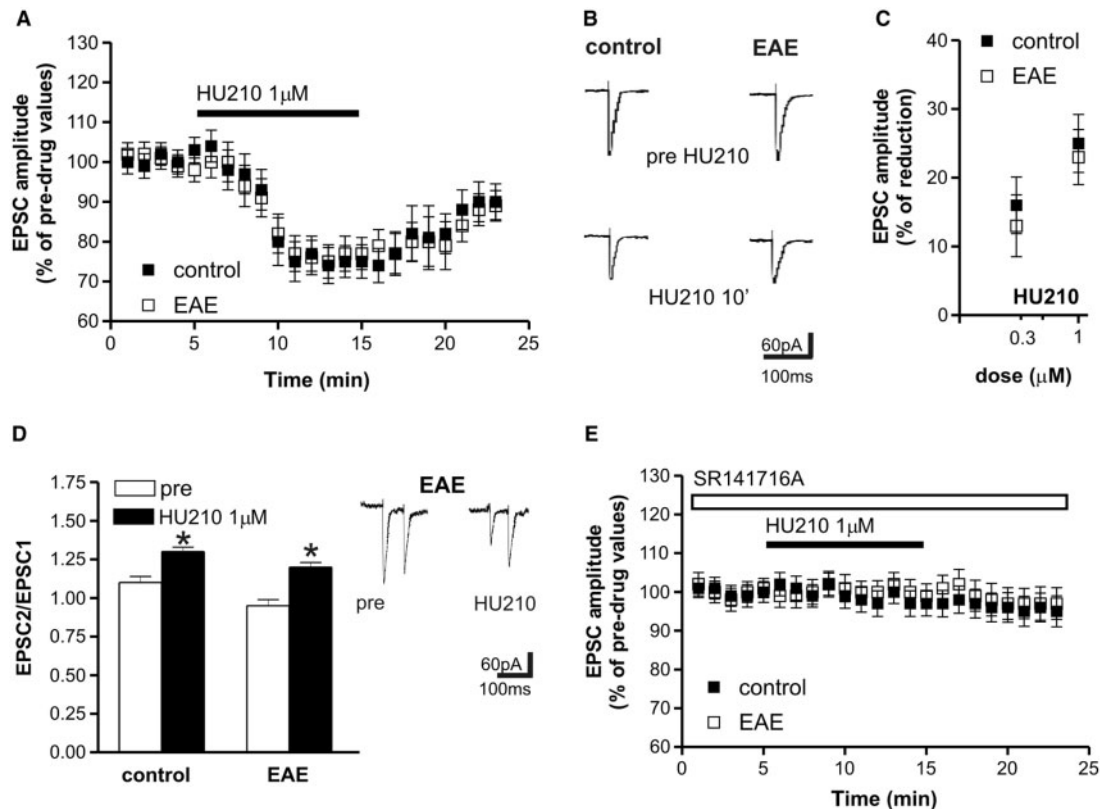 A
EPSC amplitude
(% of pre-drug values)
130
120
110
100
90
80
70
60
HU210 1μM
control
EAE
0
5
10
15
20
25
Time (min)
B
control
EAE
pre HU210
HU210 10'
60pA
100ms
C
EPSC amplitude
(% of reduction)
40
30
20
10
0
control
EAE
HU210
0.3
1
dose (μM)
D
EPSC2/EPSC1
1.75
1.50
1.25
1.00
0.75
0.50
0.25
0.00
pre
HU210 1μM
*
*
control
EAE
EAE
pre
HU210
60pA
100ms
E
EPSC amplitude
(% of pre-drug values)
130
120
110
100
90
80
70
60
SR141716A
HU210 1μM
control
EAE
0
5
10
15
20
25
Time (min)